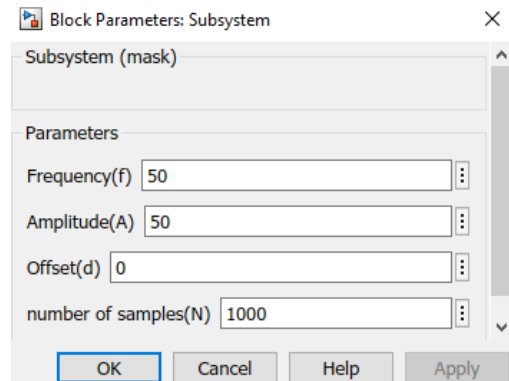 Block Parameters: Subsystem
Subsystem (mask)
Parameters
Frequency(f) 50
Amplitude(A) 50
Offset(d) 0
number of samples(N) 1000
OK Cancel Help Apply